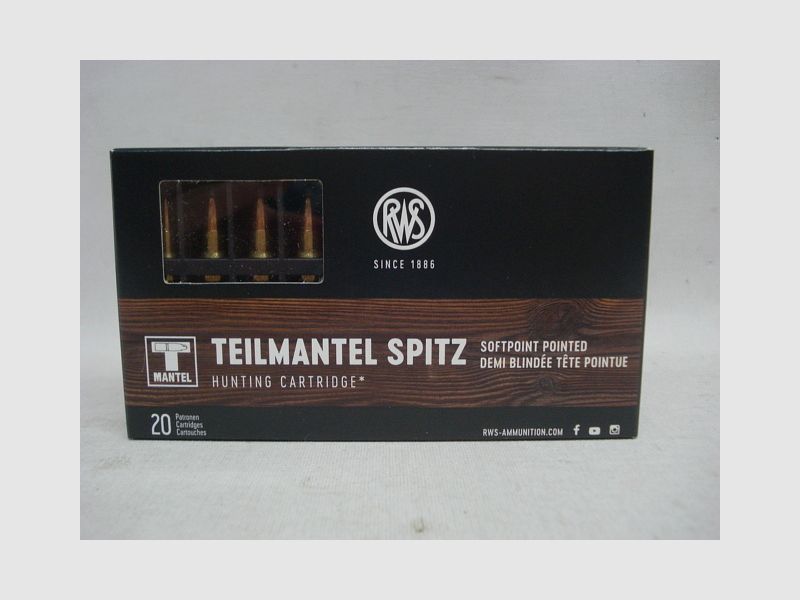 RWS
SINCE 1886
T
MANTEL
TEILMANTEL SPITZ
HUNTING CARTRIDGE*
SOFTPOINT POINTED
DEMI BLINDÉE TÊTE POINTUE
20
Patronen
Cartridges
Cartouches
RWS-AMMUNITION.COM